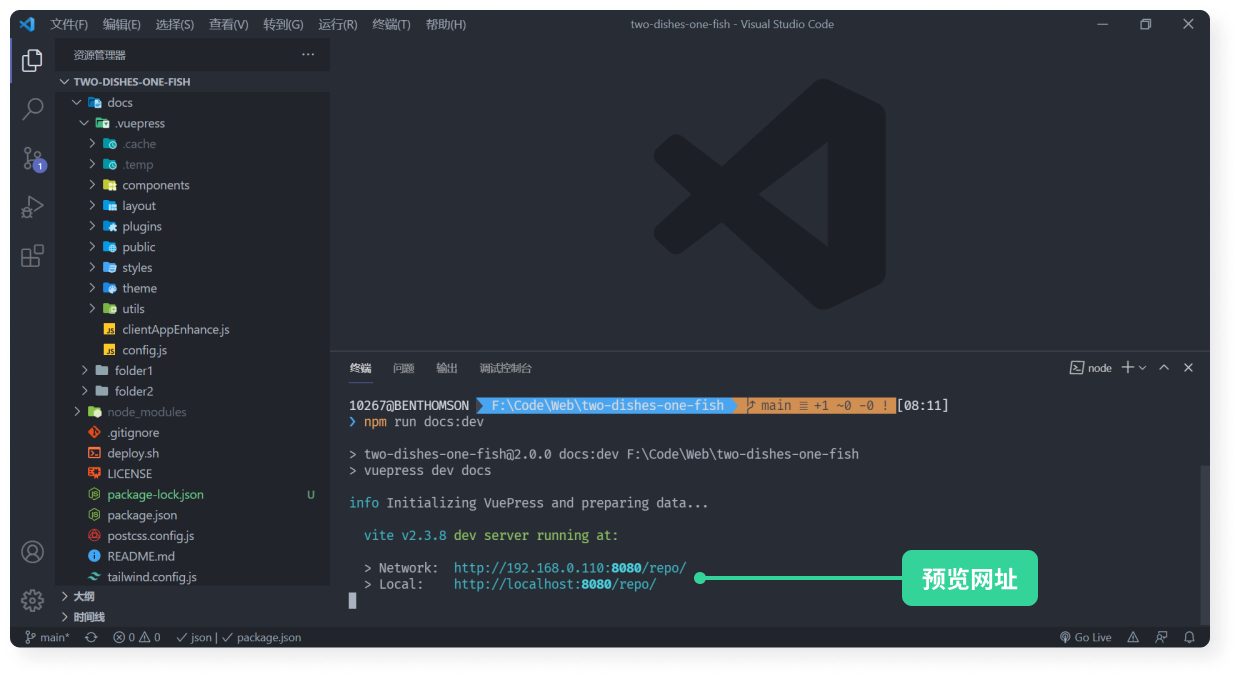 文件(F) 编辑(E) 选择(S) 查看(V) 转到(G) 运行(R) 终端(T) 帮助(H) two-dishes-one-fish - Visual Studio Code
资源管理器
TWO-DISHES-ONE-FISH
docs
.vuepress
.cache
.temp
components
layout
plugins
public
styles
theme
utils
clientAppEnhance.js
config.js
folder1
folder2
node_modules
.gitignore
deploy.sh
LICENSE
package-lock.json U
package.json
postcss.config.js
README.md
tailwind.config.js
大纲
时间线
1
终端 问题 输出 调试控制台 node
10267@BENTHOMSON F:\Code\Web\two-dishes-one-fish main ≡ +1 ~0 -0 ! [08:11]
❯ npm run docs:dev
> two-dishes-one-fish@2.0.0 docs:dev F:\Code\Web\two-dishes-one-fish
> vuepress dev docs
info Initializing VuePress and preparing data...
vite v2.3.8 dev server running at:
> Network: http://192.168.0.110:8080/repo/
> Local: http://localhost:8080/repo/
预览网址
main* 0 0 json | package.json Go Live